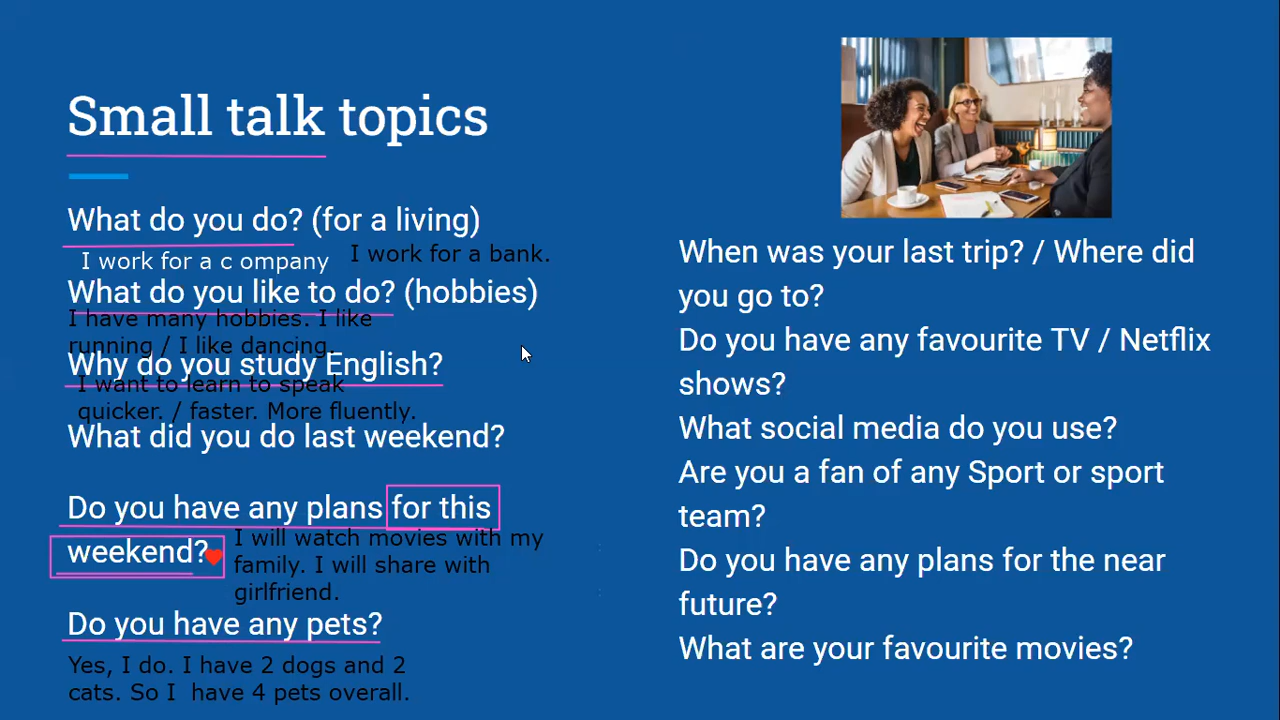 Small talk topics
What do you do? (for a living)
I work for a c ompany
I work for a bank.
What do you like to do? (hobbies)
I have many hobbies. I like
running / I like dancing.
Why do you study English?
I want to learn to speak
quicker. / faster. More fluently.
What did you do last weekend?
Do you have any plans for this
weekend?
I will watch movies with my
family. I will share with
girlfriend.
Do you have any pets?
Yes, I do. I have 2 dogs and 2
cats. So I  have 4 pets overall.
When was your last trip? / Where did
you go to?
Do you have any favourite TV / Netflix
shows?
What social media do you use?
Are you a fan of any Sport or sport
team?
Do you have any plans for the near
future?
What are your favourite movies?